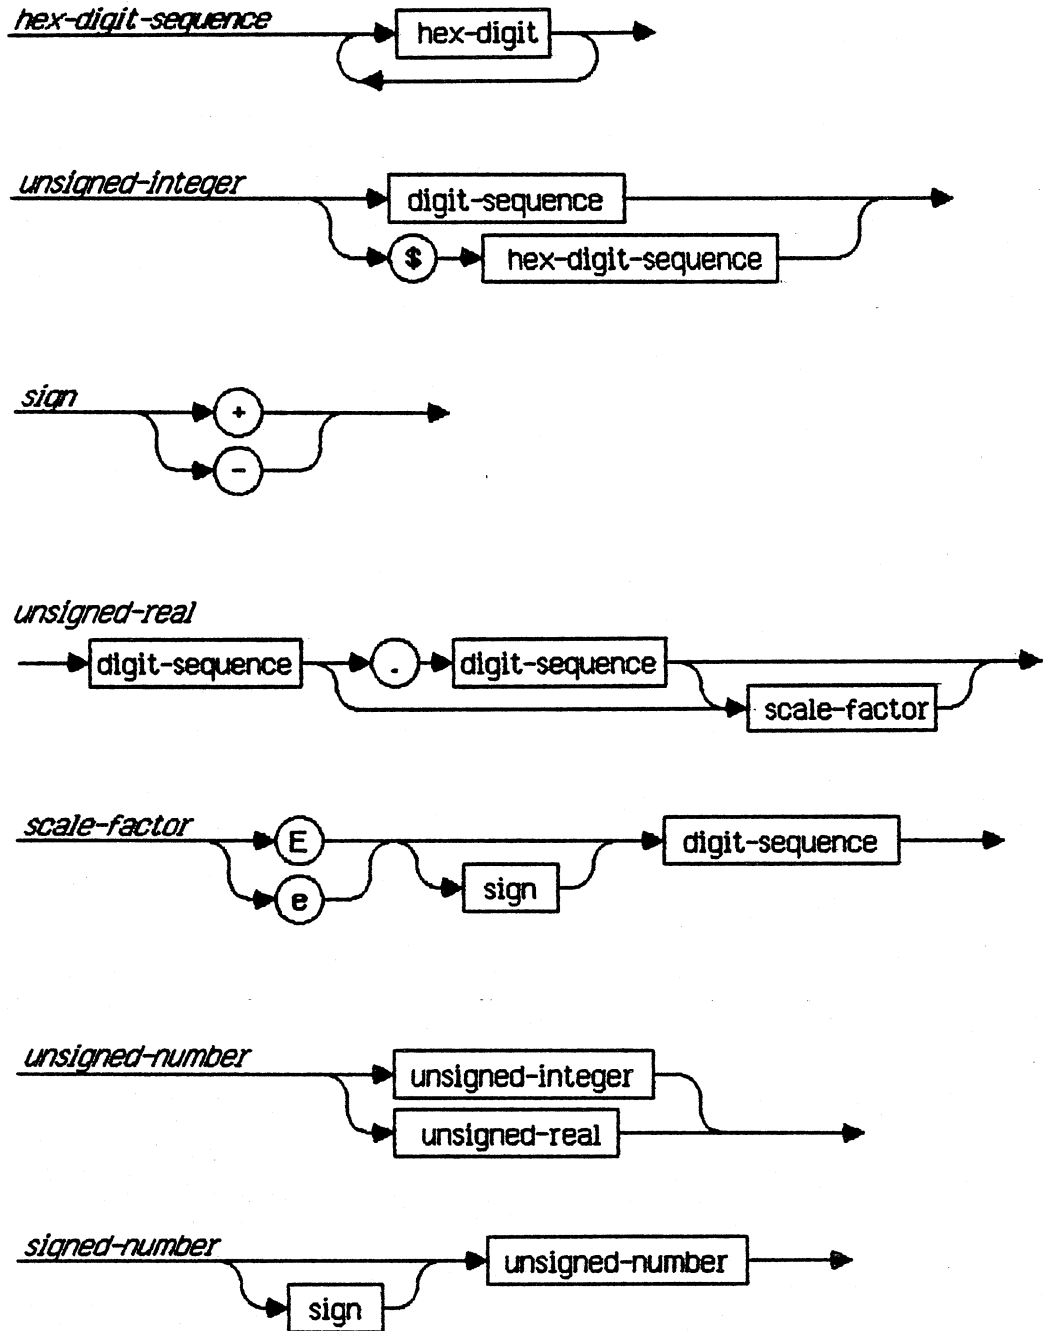 hex-digit-sequence
hex-digit
unsigned-integer
digit-sequence
$ hex-digit-sequence
sign
+
-
unsigned-real
digit-sequence . digit-sequence
scale-factor
scale-factor
E digit-sequence
e sign
unsigned-number
unsigned-integer
unsigned-real
signed-number
unsigned-number
sign